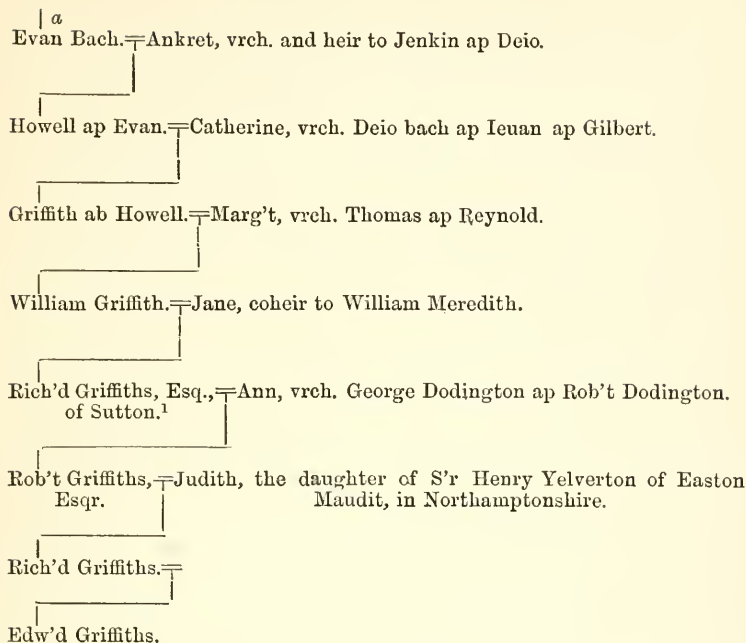 a
Evan Bach.=Ankret, vrch. and heir to Jenkin ap Deio.
Howell ap Evan.=Catherine, vrch. Deio bach ap Ieuan ap Gilbert.
Griffith ab Howell.=Marg't, vrch. Thomas ap Reynold.
William Griffith.=Jane, coheir to William Meredith.
Rich'd Griffiths, Esq.,=Ann, vrch. George Dodington ap Rob't Dodington.
of Sutton.¹
Rob't Griffiths,=Judith, the daughter of S'r Henry Yelverton of Easton
Esqr. Maudit, in Northamptonshire.
Rich'd Griffiths.=
Edw'd Griffiths.